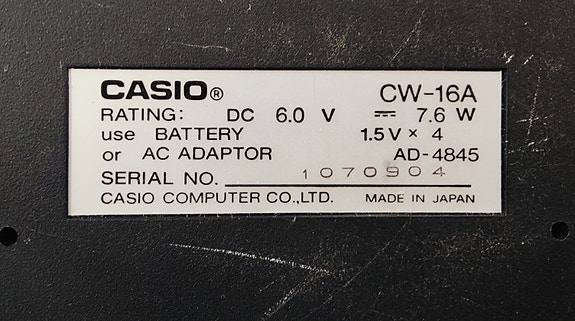 CASIO® CW-16A
RATING: DC 6.0 V ⎓ 7.6 W
use BATTERY 1.5V × 4
or AC ADAPTOR AD-4845
SERIAL NO. 1070904
CASIO COMPUTER CO.,LTD. MADE IN JAPAN